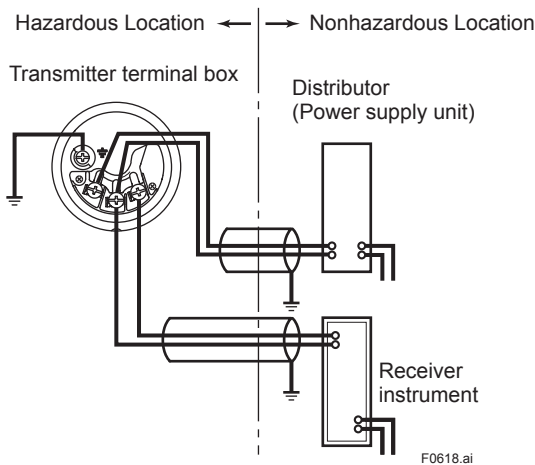 Hazardous Location
Nonhazardous Location
Transmitter terminal box
Distributor
(Power supply unit)
Receiver
instrument
F0618.ai